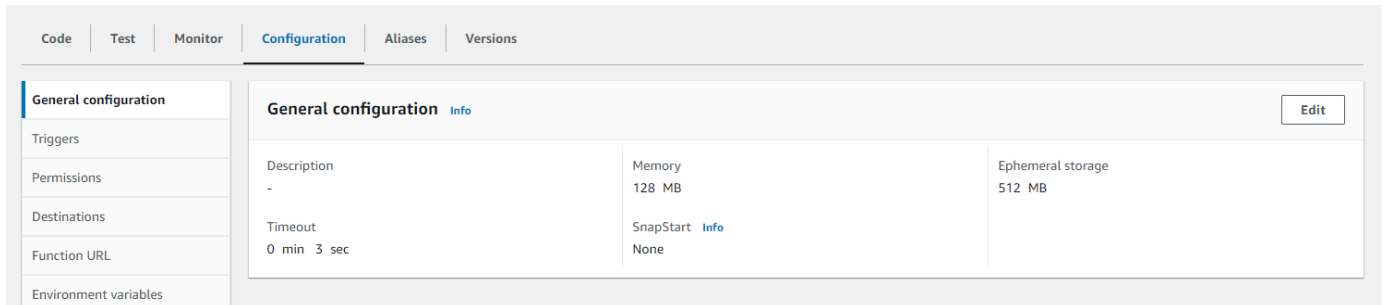 Code Test Monitor Configuration Aliases Versions
General configuration
Triggers
Permissions
Destinations
Function URL
Environment variables
General configuration Info
Edit
Description
-
Memory
128 MB
Ephemeral storage
512 MB
Timeout
0 min 3 sec
SnapStart Info
None